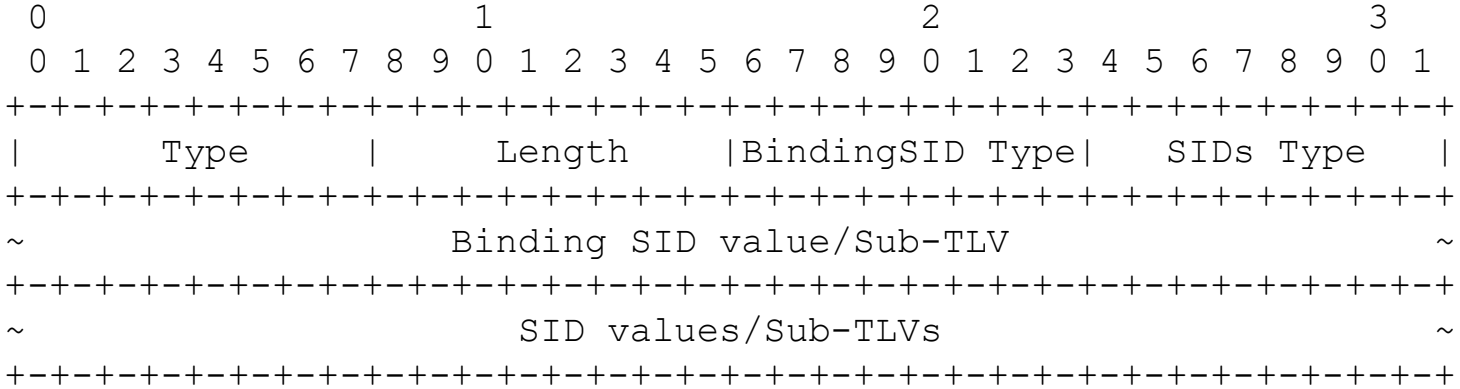 0                   1                   2                   3
 0 1 2 3 4 5 6 7 8 9 0 1 2 3 4 5 6 7 8 9 0 1 2 3 4 5 6 7 8 9 0 1
+-+-+-+-+-+-+-+-+-+-+-+-+-+-+-+-+-+-+-+-+-+-+-+-+-+-+-+-+-+-+-+-+
|      Type     |     Length    |BindingSID Type|   SIDs Type   |
+-+-+-+-+-+-+-+-+-+-+-+-+-+-+-+-+-+-+-+-+-+-+-+-+-+-+-+-+-+-+-+-+
~                   Binding SID value/Sub-TLV                   ~
+-+-+-+-+-+-+-+-+-+-+-+-+-+-+-+-+-+-+-+-+-+-+-+-+-+-+-+-+-+-+-+-+
~                      SID values/Sub-TLVs                      ~
+-+-+-+-+-+-+-+-+-+-+-+-+-+-+-+-+-+-+-+-+-+-+-+-+-+-+-+-+-+-+-+-+